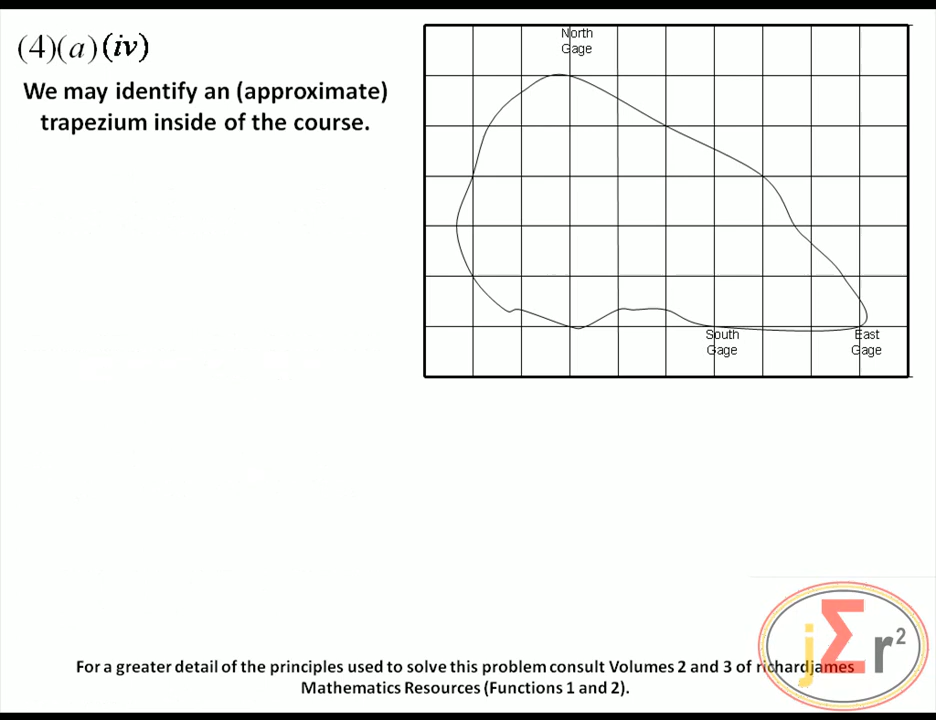 (4)(a)(iv)
We may identify an (approximate)
trapezium inside of the course.
North
Gage
South
Gage
East
Gage
jΣr²
For a greater detail of the principles used to solve this problem consult Volumes 2 and 3 of richardjames
Mathematics Resources (Functions 1 and 2).